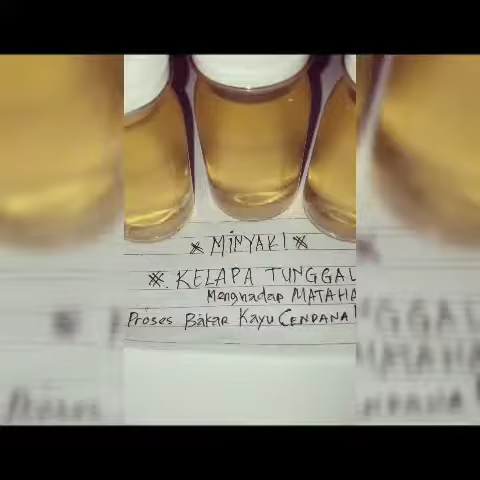 * MINYAK! *
* KELAPA TUNGGAL
Menghadap MATAHA
Proses Bakar Kayu CENDANA